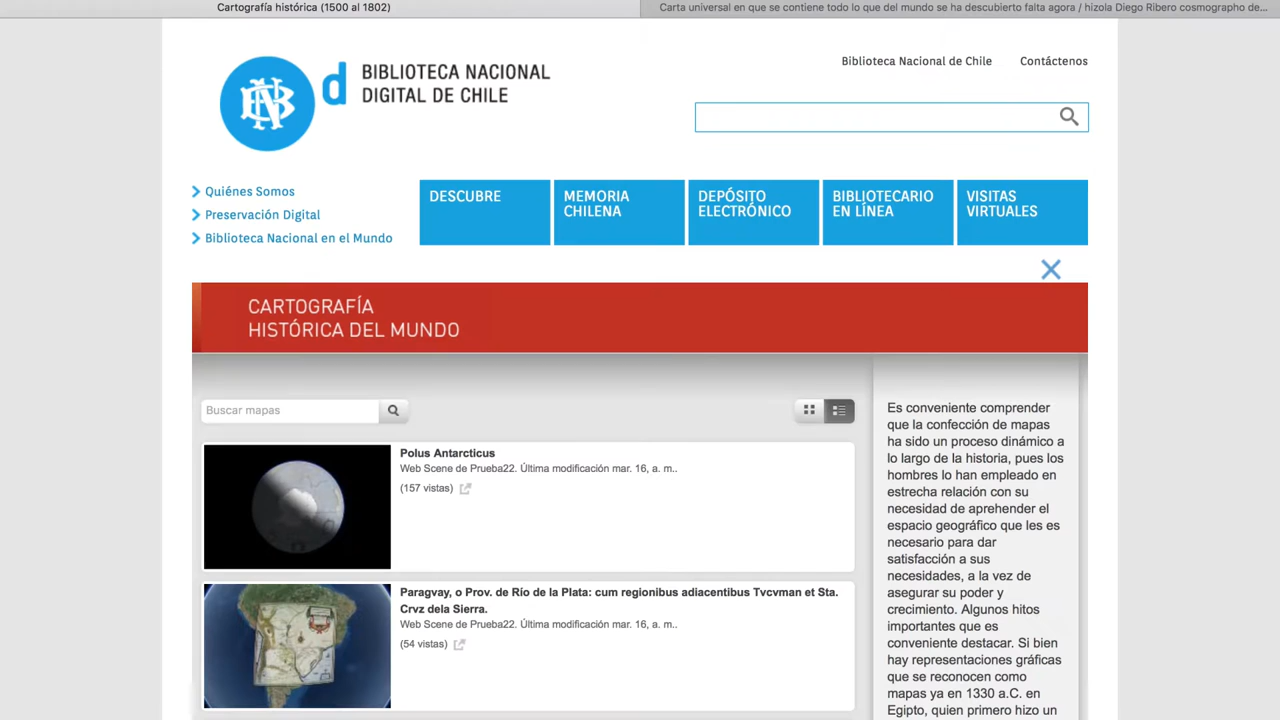 Cartografía histórica (1500 al 1802)
Carta universal en que se contiene todo lo que del mundo se ha descubierto falta agora / hizola Diego Ribero cosmographo de...
Biblioteca Nacional de Chile
Contáctenos
d
BIBLIOTECA NACIONAL
DIGITAL DE CHILE
Quiénes Somos
Preservación Digital
Biblioteca Nacional en el Mundo
DESCUBRE
MEMORIA
CHILENA
DEPÓSITO
ELECTRÓNICO
BIBLIOTECARIO
EN LÍNEA
VISITAS
VIRTUALES
CARTOGRAFÍA
HISTÓRICA DEL MUNDO
Buscar mapas
Polus Antarcticus
Web Scene de Prueba22. Última modificación mar. 16, a. m..
(157 vistas)
Paragvay, o Prov. de Rio de la Plata: cum regionibus adiacentibus Tvcvman et Sta.
Crvz dela Sierra.
Web Scene de Prueba22. Última modificación mar. 16, a. m..
(54 vistas)
Es conveniente comprender
que la confección de mapas
ha sido un proceso dinámico a
lo largo de la historia, pues los
hombres lo han empleado en
estrecha relación con su
necesidad de aprehender el
espacio geográfico que les es
necesario para dar
satisfacción a sus
necesidades, a la vez de
asegurar su poder y
crecimiento. Algunos hitos
importantes que es
conveniente destacar. Si bien
hay representaciones gráficas
que se reconocen como
mapas ya en 1330 a.C. en
Egipto, quien primero hizo un